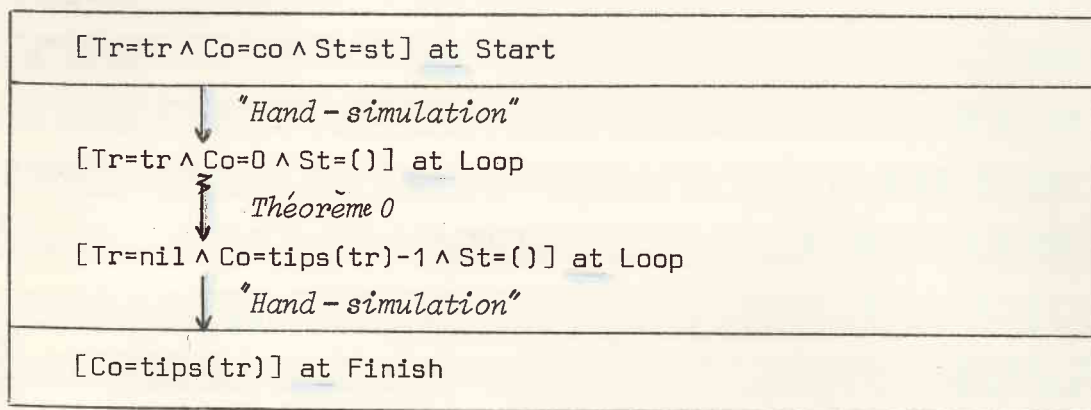 [Tr=tr ∧ Co=co ∧ St=st] at Start
"Hand-simulation"
[Tr=tr ∧ Co=0 ∧ St=()] at Loop
Théorème 0
[Tr=nil ∧ Co=tips(tr)-1 ∧ St=()] at Loop
"Hand-simulation"
[Co=tips(tr)] at Finish